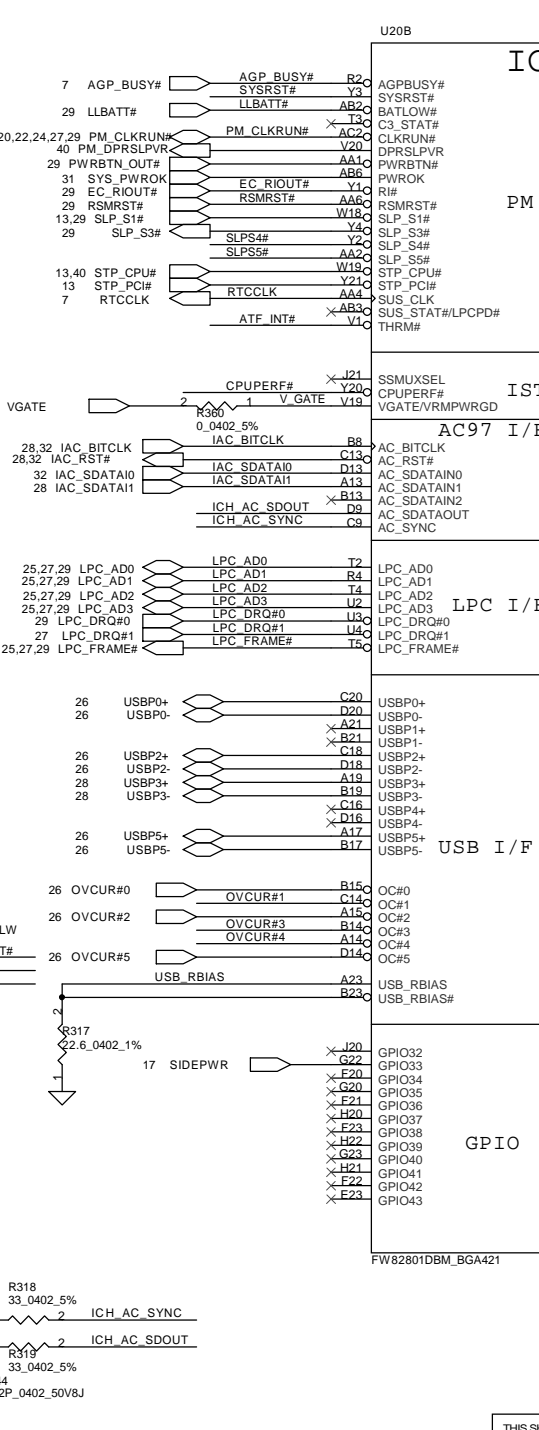 U20B
IC
7 AGP_BUSY# AGP_BUSY# R2 AGPBUSY#
SYSRST# Y3 SYSRST#
29 LLBATT# LLBATT# AB2 BATLOW#
T3 C3_STAT#
20,22,24,27,29 PM_CLKRUN# PM_CLKRUN# AC2 CLKRUN#
40 PM_DPRSLPVR V20 DPRSLPVR
29 PWRBTN_OUT# AA1 PWRBTN#
31 SYS_PWROK AB6 PWROK
29 EC_RIOUT# EC_RIOUT# Y1 RI#
29 RSMRST# RSMRST# AA6 RSMRST#
PM
13,29 SLP_S1# W18 SLP_S1#
29 SLP_S3# Y4 SLP_S3#
SLPS4# Y2 SLP_S4#
SLPS5# AA2 SLP_S5#
13,40 STP_CPU# W19 STP_CPU#
13 STP_PCI# Y21 STP_PCI#
7 RTCCLK RTCCLK AA4 SUS_CLK
AB3 SUS_STAT#/LPCPD#
ATF_INT# V1 THRM#
J21 SSMUXSEL
CPUPERF# Y20 CPUPERF#
IST
VGATE 2 1 V_GATE V19 VGATE/VRMPWRGD
R360
0_0402_5%
AC97 I/F
28,32 IAC_BITCLK IAC_BITCLK B8 AC_BITCLK
28,32 IAC_RST# C13 AC_RST#
32 IAC_SDATAI0 IAC_SDATAI0 D13 AC_SDATAIN0
28 IAC_SDATAI1 IAC_SDATAI1 A13 AC_SDATAIN1
B13 AC_SDATAIN2
ICH_AC_SDOUT D9 AC_SDATAOUT
ICH_AC_SYNC C9 AC_SYNC
25,27,29 LPC_AD0 LPC_AD0 T2 LPC_AD0
25,27,29 LPC_AD1 LPC_AD1 R4 LPC_AD1
25,27,29 LPC_AD2 LPC_AD2 T4 LPC_AD2
25,27,29 LPC_AD3 LPC_AD3 U2 LPC_AD3
LPC I/F
29 LPC_DRQ#0 LPC_DRQ#0 U3 LPC_DRQ#0
27 LPC_DRQ#1 LPC_DRQ#1 U4 LPC_DRQ#1
25,27,29 LPC_FRAME# LPC_FRAME# T5 LPC_FRAME#
26 USBP0+ C20 USBP0+
26 USBP0- D20 USBP0-
A21 USBP1+
B21 USBP1-
26 USBP2+ C18 USBP2+
26 USBP2- D18 USBP2-
28 USBP3+ A19 USBP3+
28 USBP3- B19 USBP3-
C16 USBP4+
D16 USBP4-
26 USBP5+ A17 USBP5+
26 USBP5- B17 USBP5-
USB I/F
26 OVCUR#0 B15 OC#0
OVCUR#1 C14 OC#1
26 OVCUR#2 A15 OC#2
OVCUR#3 B14 OC#3
LW
OVCUR#4 A14 OC#4
T#
26 OVCUR#5 D14 OC#5
USB_RBIAS A23 USB_RBIAS
B23 USB_RBIAS#
2
R317
22.6_0402_1%
1
J20 GPIO32
17 SIDEPWR G22 GPIO33
F20 GPIO34
G20 GPIO35
F21 GPIO36
H20 GPIO37
F23 GPIO38
H22 GPIO39
G23 GPIO40
H21 GPIO41
F22 GPIO42
E23 GPIO43
GPIO
FW82801DBM_BGA421
R318
33_0402_5%
2 ICH_AC_SYNC
2 ICH_AC_SDOUT
R319
33_0402_5%
2P_0402_50V8J